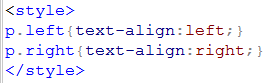 <style>
p.left{text-align:left;}
p.right{text-align:right;}
</style>